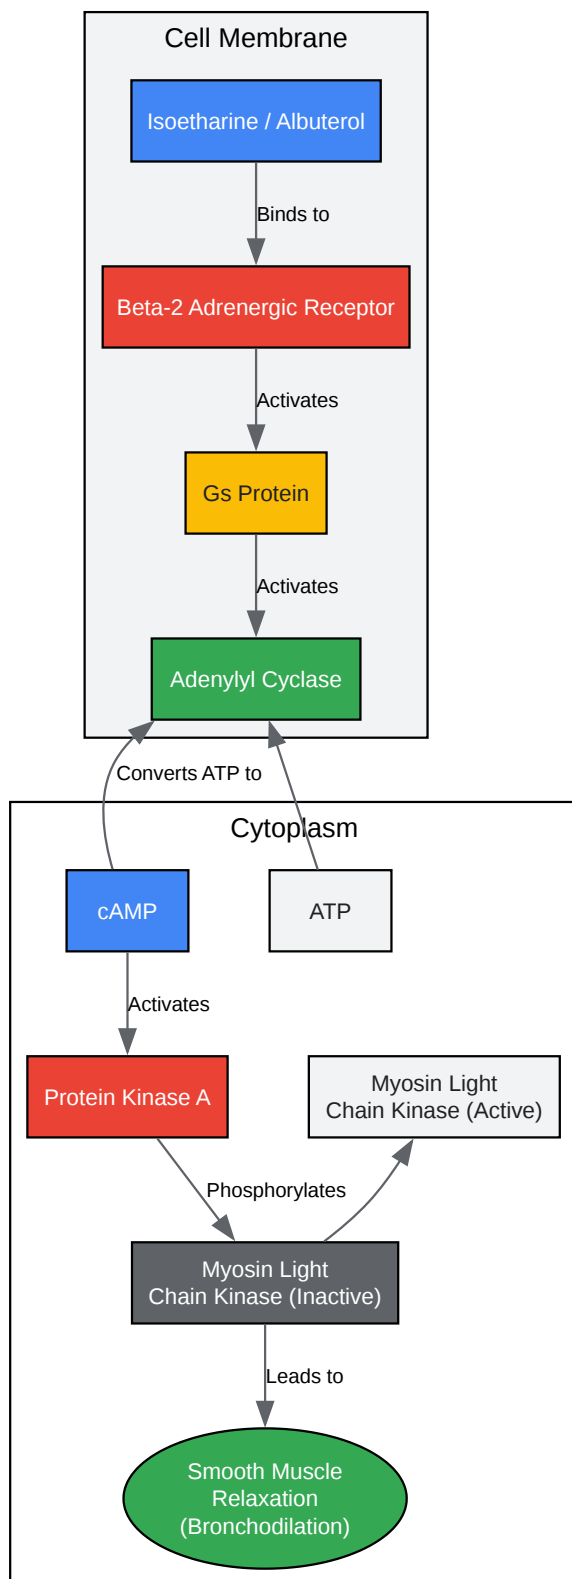 Cell Membrane
Isoetharine / Albuterol
Binds to
Beta-2 Adrenergic Receptor
Activates
Gs Protein
Activates
Adenylyl Cyclase
Converts ATP to
Cytoplasm
cAMP
ATP
Activates
Protein Kinase A
Myosin Light
Chain Kinase (Active)
Phosphorylates
Myosin Light
Chain Kinase (Inactive)
Leads to
Smooth Muscle
Relaxation
(Bronchodilation)